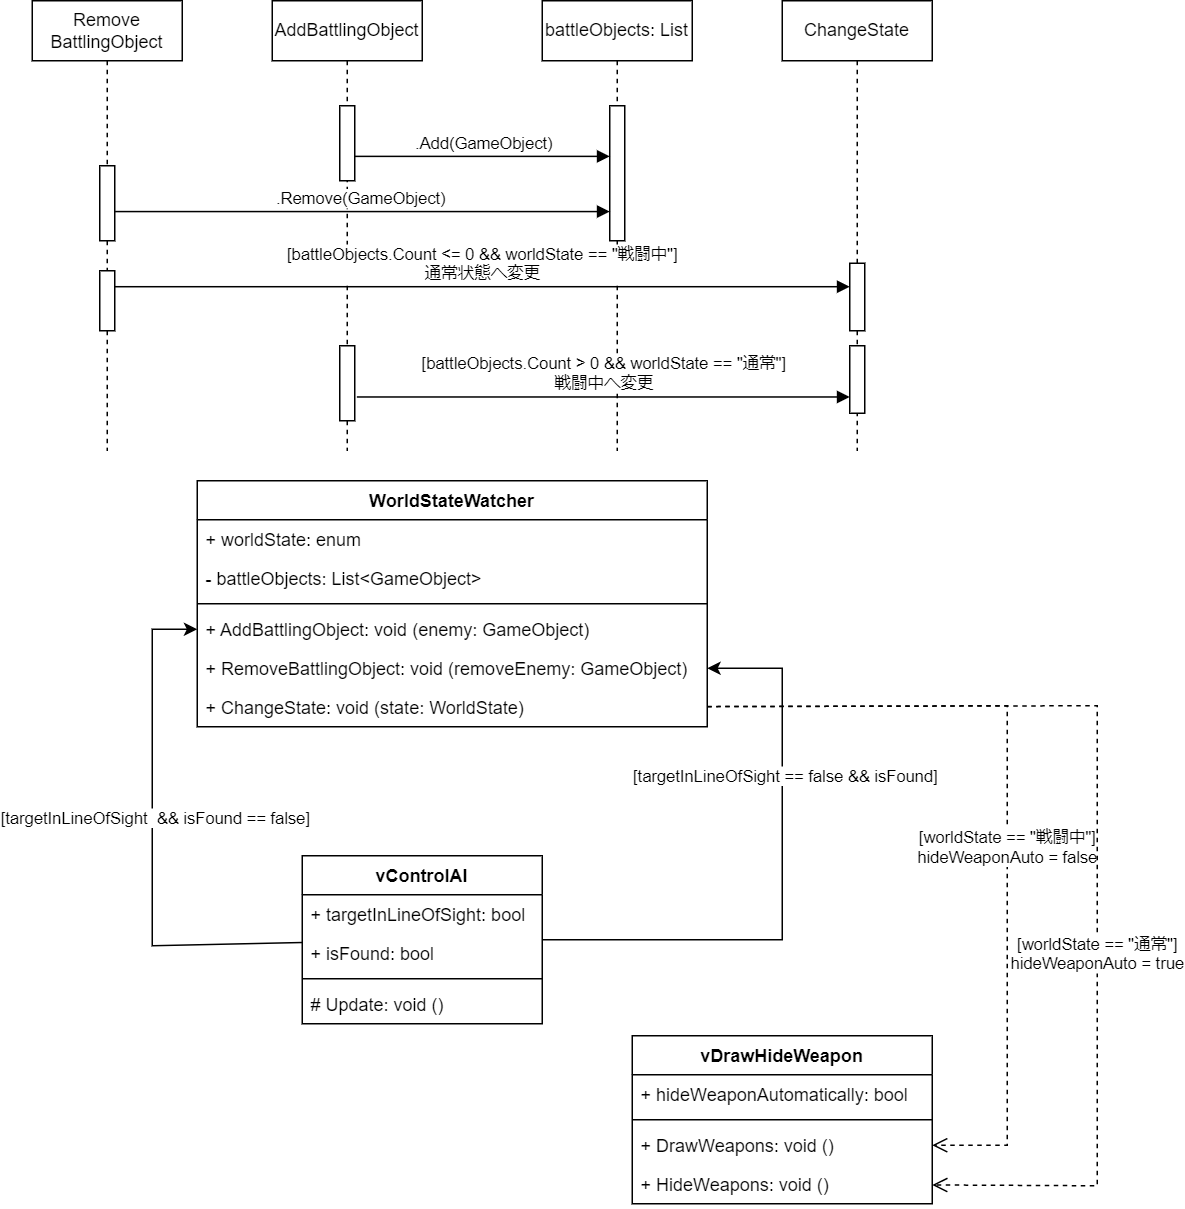 Remove
BattlingObject
AddBattlingObject
battleObjects: List
ChangeState
.Add(GameObject)
.Remove(GameObject)
[battleObjects.Count <= 0 && worldState == "戦闘中"]
通常状態へ変更
[battleObjects.Count > 0 && worldState == "通常"]
戦闘中へ変更
WorldStateWatcher
+ worldState: enum
- battleObjects: List<GameObject>
+ AddBattlingObject: void (enemy: GameObject)
+ RemoveBattlingObject: void (removeEnemy: GameObject)
+ ChangeState: void (state: WorldState)
[targetInLineOfSight == false && isFound]
[targetInLineOfSight  && isFound == false]
[worldState == "戦闘中"]
hideWeaponAuto = false
vControlAI
+ targetInLineOfSight: bool
+ isFound: bool
# Update: void ()
[worldState == "通常"]
hideWeaponAuto = true
vDrawHideWeapon
+ hideWeaponAutomatically: bool
+ DrawWeapons: void ()
+ HideWeapons: void ()